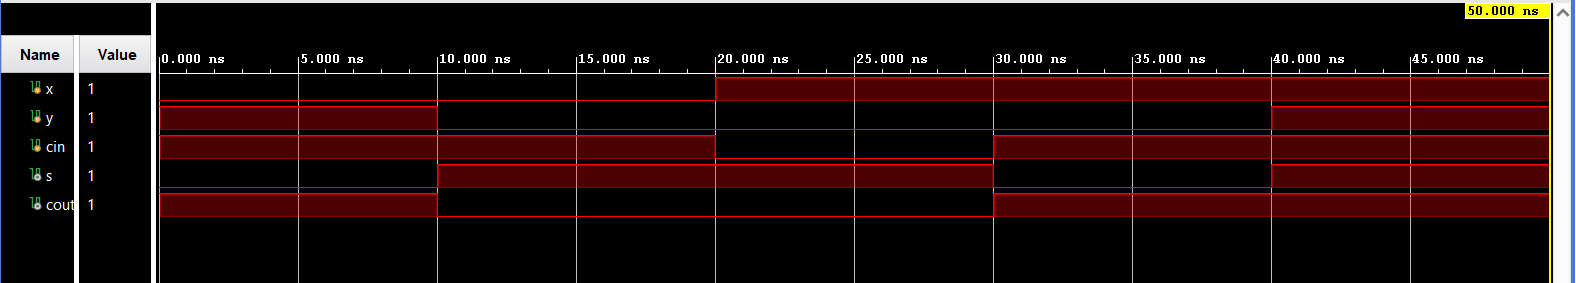 50.000 ns
Name Value
0.000 ns 5.000 ns 10.000 ns 15.000 ns 20.000 ns 25.000 ns 30.000 ns 35.000 ns 40.000 ns 45.000 ns
x 1
y 1
cin 1
s 1
cout 1